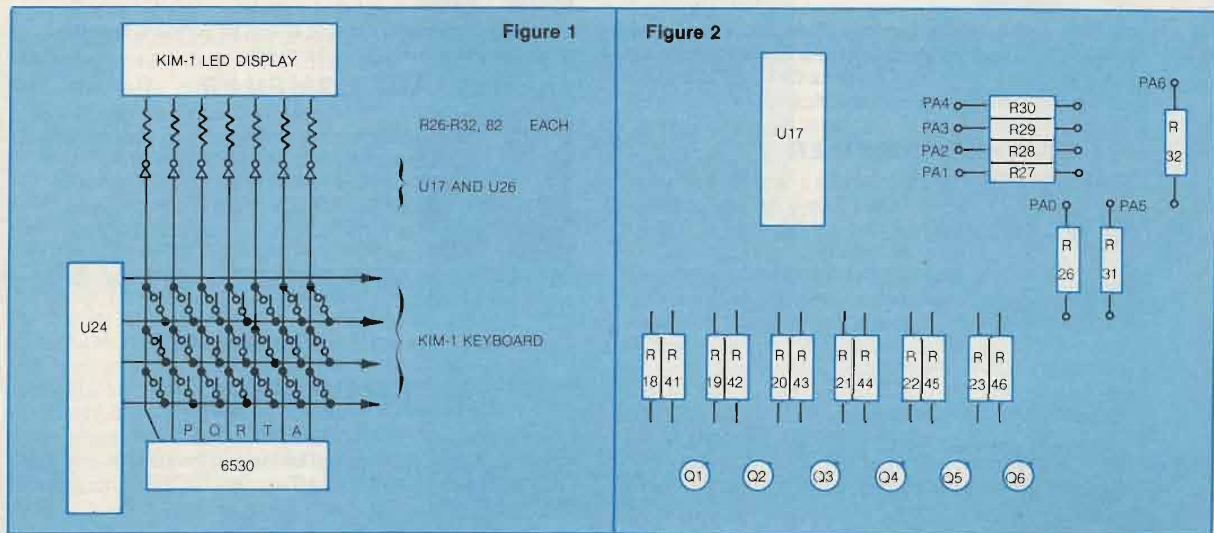 Figure 1
KIM-1 LED DISPLAY
R26-R32, 82 EACH
U17 AND U26
U24
KIM-1 KEYBOARD
P O R T A
6530
Figure 2
U17
PA4 R30
PA3 R29
PA2 R28
PA1 R27
PA6
R
32
PA0
PA5
R R
26 31
R R R R R R R R R R R R
18 41 19 42 20 43 21 44 22 45 23 46
Q1 Q2 Q3 Q4 Q5 Q6